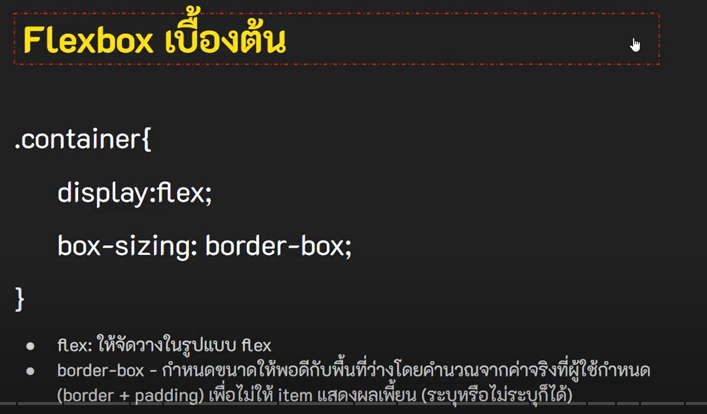 Flexbox เบื้องต้น
.container{
display:flex;
box-sizing: border-box;
}
● flex: ให้จัดวางในรูปแบบ flex
● border-box - กำหนดขนาดให้พอดีกับพื้นที่ว่างโดยคำนวณจากค่าจริงที่ผู้ใช้กำหนด
(border + padding) เพื่อไม่ให้ item แสดงผลเพี้ยน (ระบุหรือไม่ระบุก็ได้)